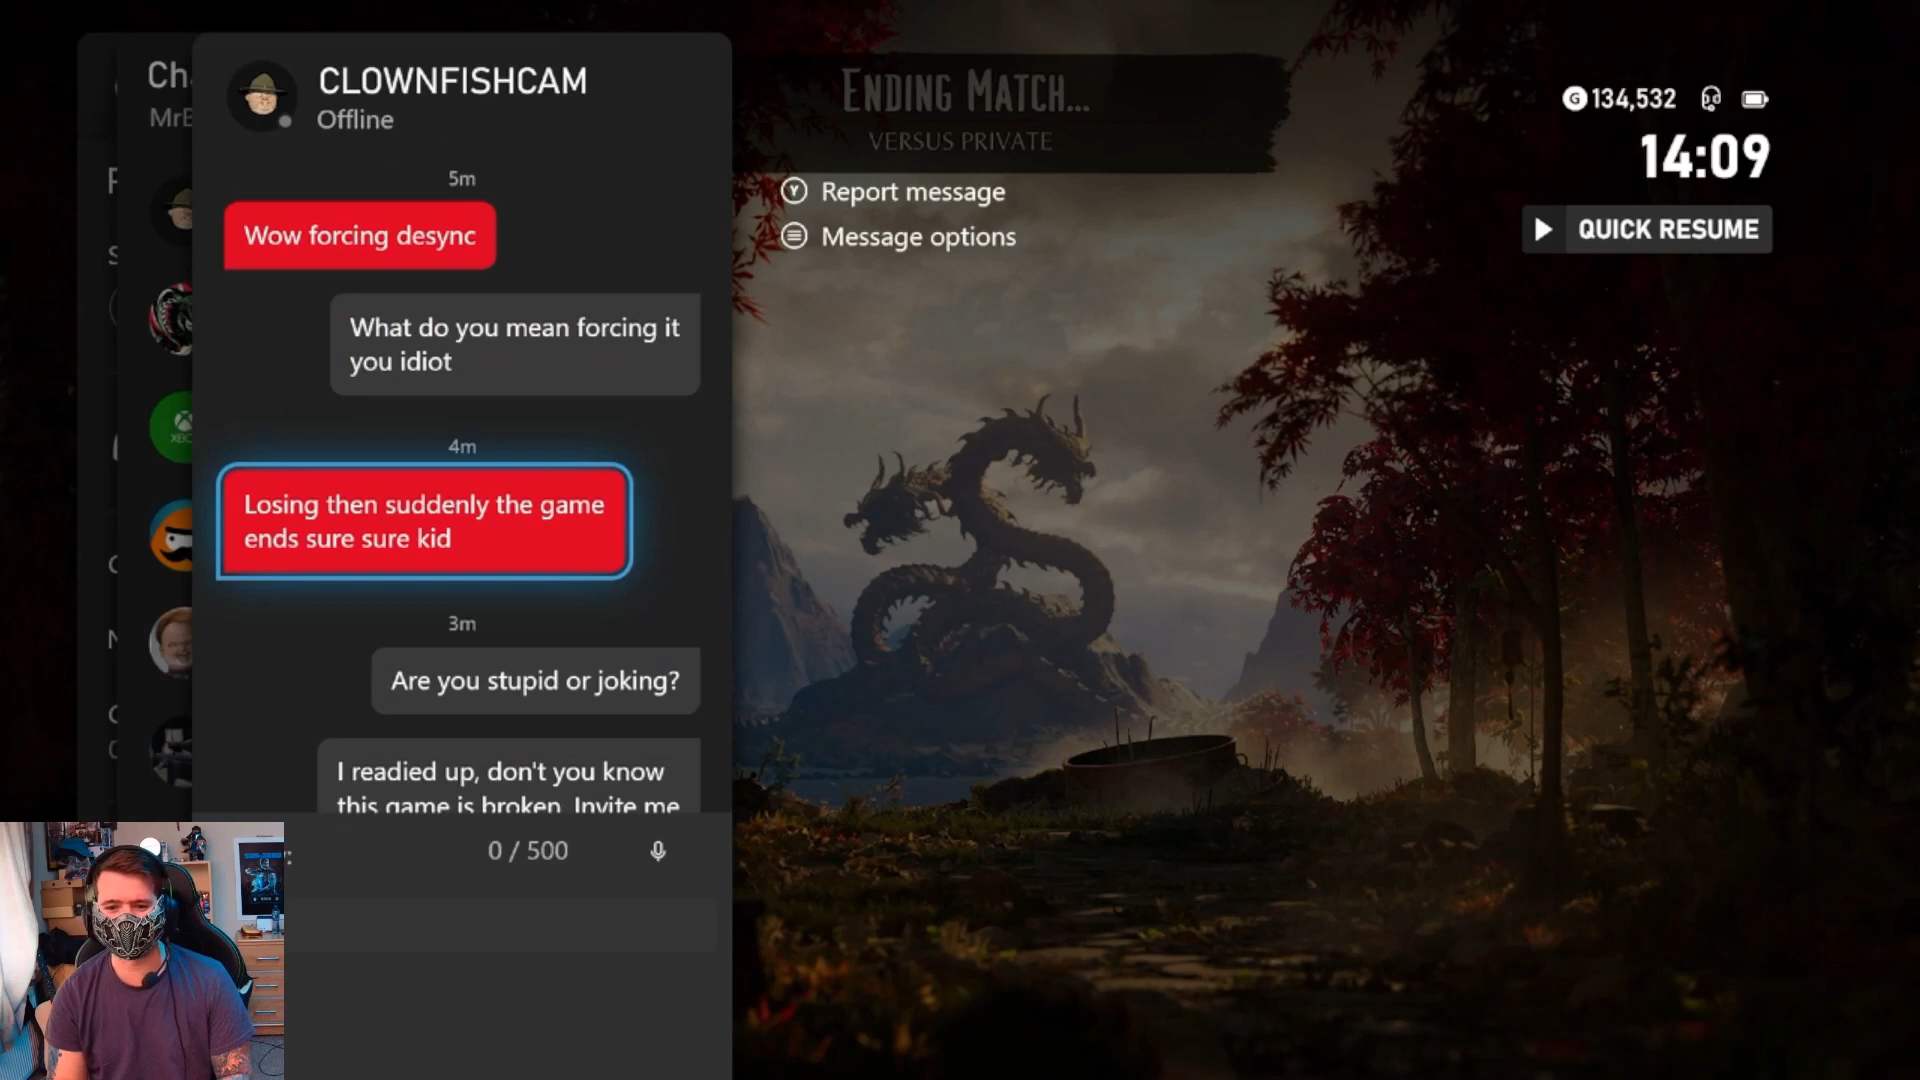 Ch
MrB
CLOWNFISHCAM
Offline
5m
Wow forcing desync
What do you mean forcing it
you idiot
4m
Losing then suddenly the game
ends sure sure kid
3m
Are you stupid or joking?
I readied up, don't you know
this game is broken. Invite me
0 / 500
ENDING MATCH...
VERSUS PRIVATE
Y Report message
Message options
G 134,532
14:09
QUICK RESUME